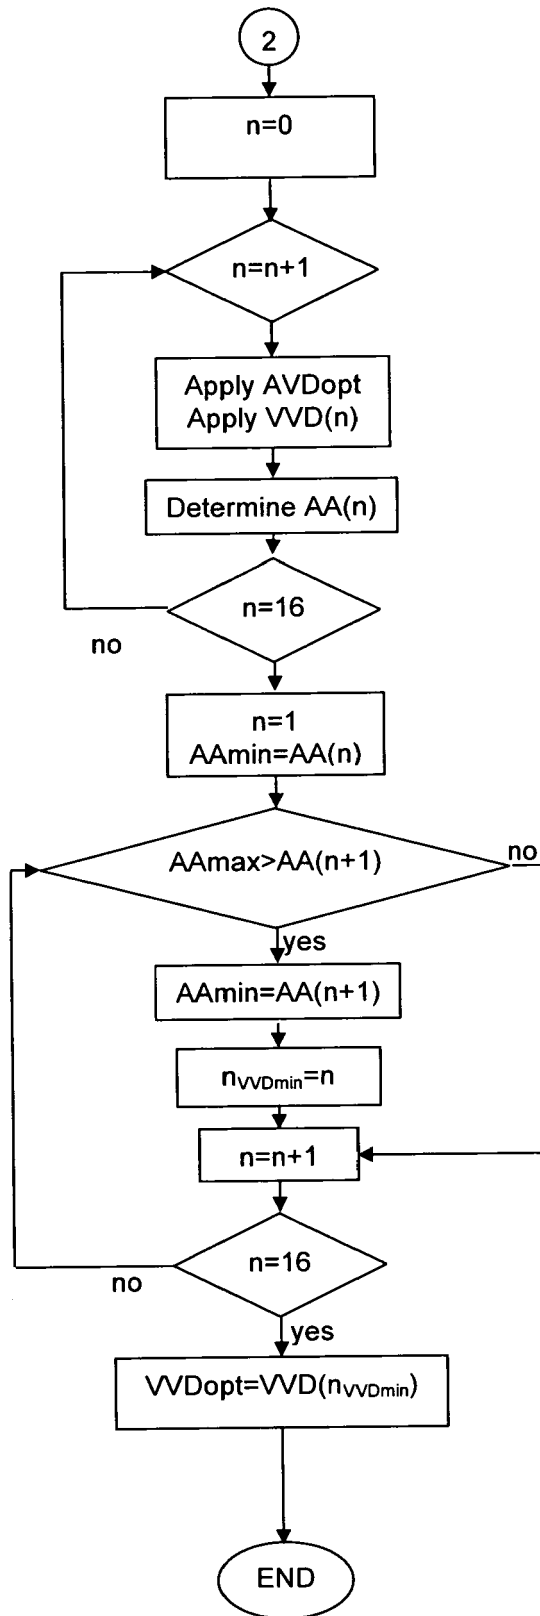 2
n=0
n=n+1
Apply AVDopt
Apply VVD(n)
Determine AA(n)
n=16
no
n=1
AAmin=AA(n)
AAmax>AA(n+1)
no
yes
AAmin=AA(n+1)
nVVDmin=n
n=n+1
n=16
no
yes
VVDopt=VVD(nVVDmin)
END